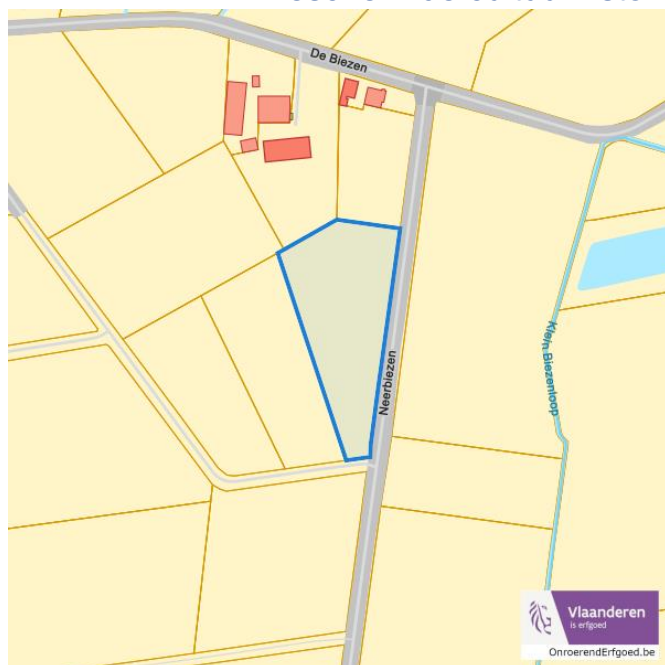 De Biezen
Neerbiezen
Klein Biezenloop
Vlaanderen
is erfgoed
OnroerendErfgoed.be